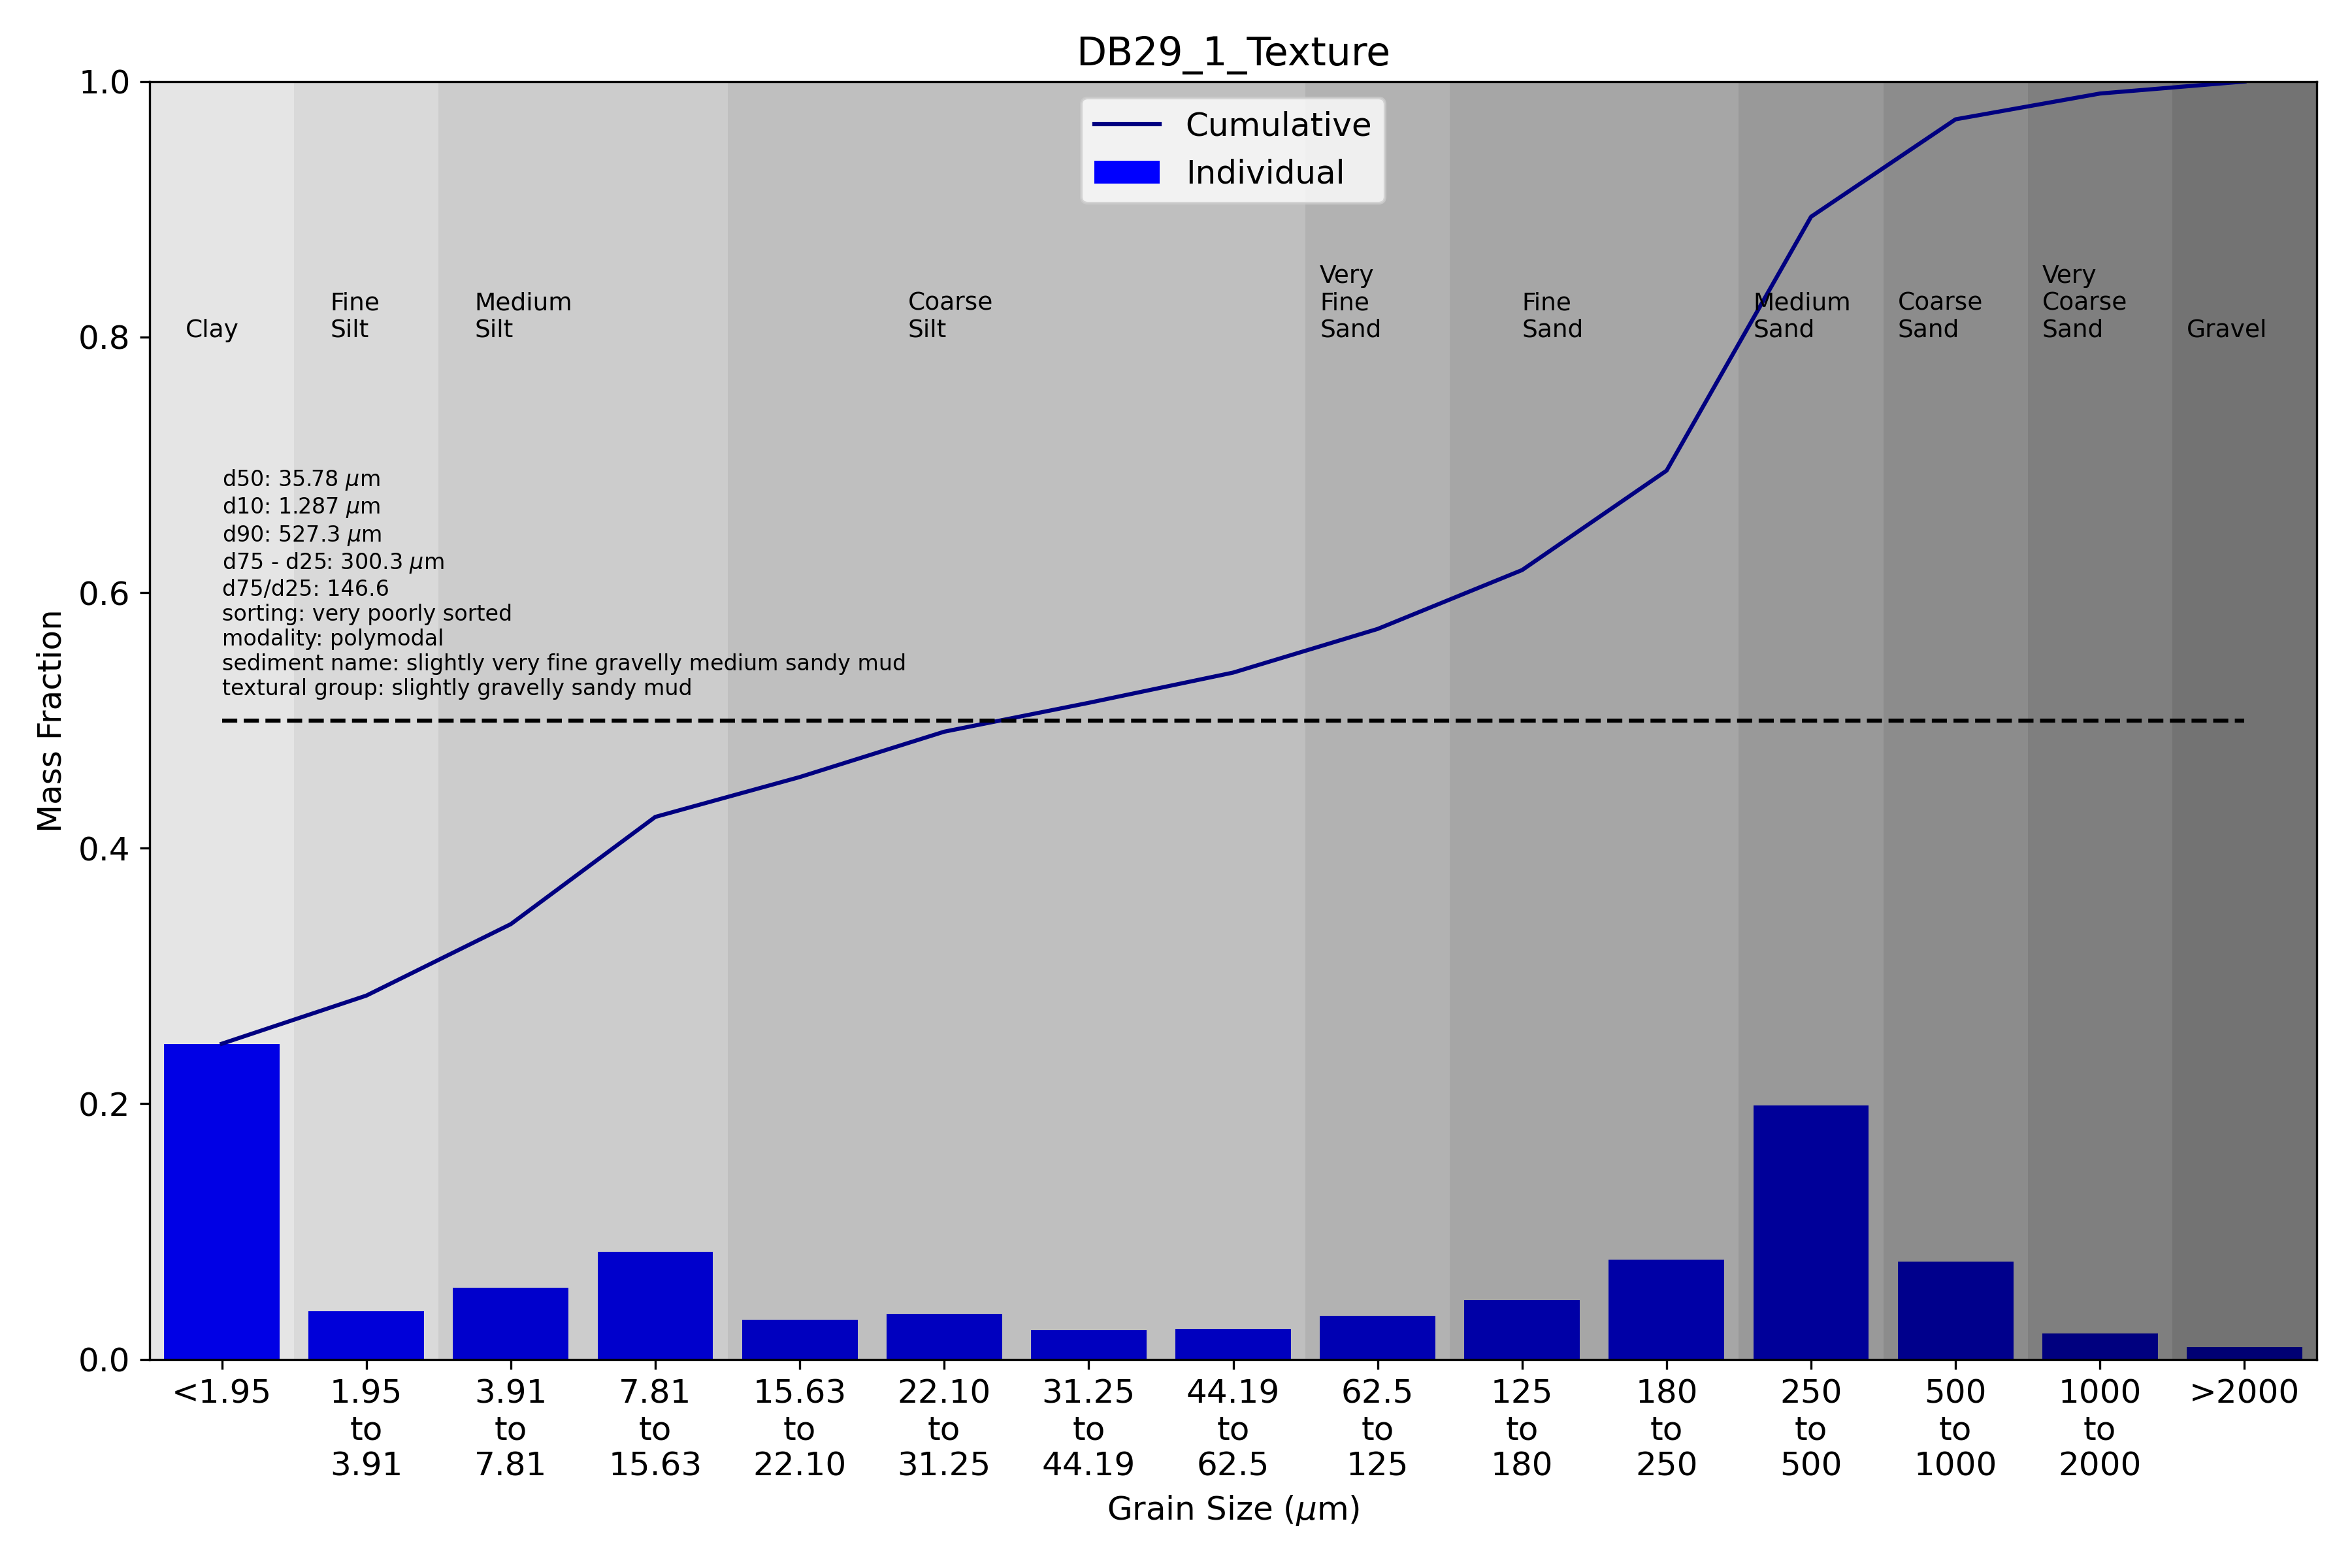 DB29_1_Texture
Cumulative
Individual
Clay
Fine
Silt
Medium
Silt
Coarse
Silt
Very
Fine
Sand
Fine
Sand
Medium
Sand
Coarse
Sand
Very
Coarse
Sand
Gravel
d50: 35.78 μm
d10: 1.287 μm
d90: 527.3 μm
d75 - d25: 300.3 μm
d75/d25: 146.6
sorting: very poorly sorted
modality: polymodal
sediment name: slightly very fine gravelly medium sandy mud
textural group: slightly gravelly sandy mud
Mass Fraction
1.0
0.8
0.6
0.4
0.2
0.0
<1.95
1.95
to
3.91
3.91
to
7.81
7.81
to
15.63
15.63
to
22.10
22.10
to
31.25
31.25
to
44.19
44.19
to
62.5
62.5
to
125
125
to
180
180
to
250
250
to
500
500
to
1000
1000
to
2000
>2000
Grain Size (μm)